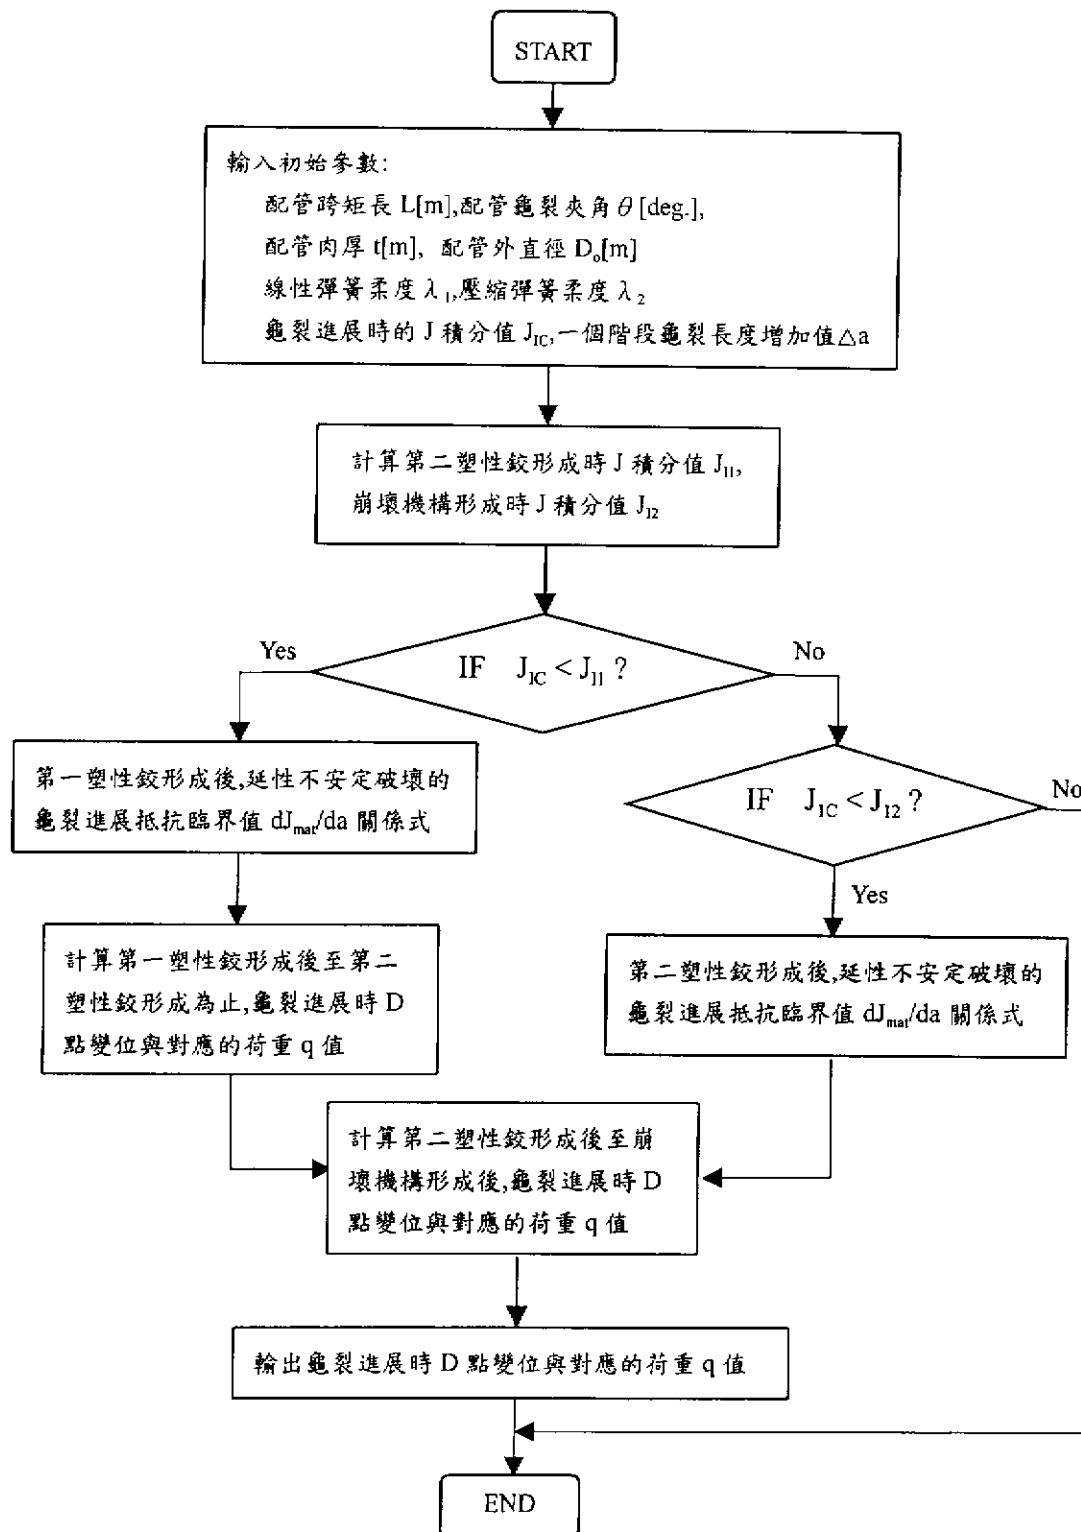 START
輸入初始參數:
配管跨矩長 L[m],配管龜裂夾角 θ [deg.],
配管肉厚 t[m], 配管外直徑 Dₒ[m]
線性彈簧柔度 λ₁,壓縮彈簧柔度 λ₂
龜裂進展時的 J 積分值 J_IC,一個階段龜裂長度增加值△a
計算第二塑性鉸形成時 J 積分值 J_I1,
崩壞機構形成時 J 積分值 J_I2
Yes
IF J_IC < J_I1 ?
No
第一塑性鉸形成後,延性不安定破壞的
龜裂進展抵抗臨界值 dJ_mat/da 關係式
IF J_IC < J_I2 ?
No
Yes
計算第一塑性鉸形成後至第二
塑性鉸形成為止,龜裂進展時 D
點變位與對應的荷重 q 值
第二塑性鉸形成後,延性不安定破壞的
龜裂進展抵抗臨界值 dJ_mat/da 關係式
計算第二塑性鉸形成後至崩
壞機構形成後,龜裂進展時 D
點變位與對應的荷重 q 值
輸出龜裂進展時 D 點變位與對應的荷重 q 值
END